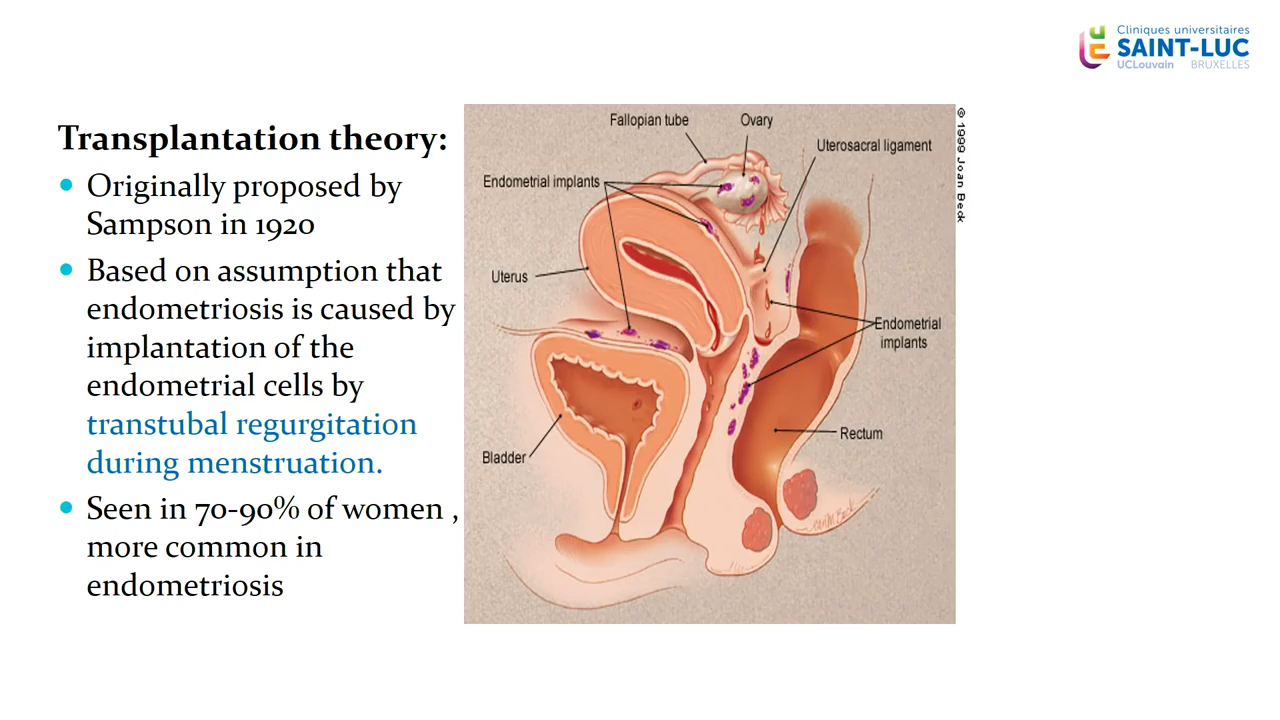 Cliniques universitaires
SAINT-LUC
UCLouvain BRUXELLES
Transplantation theory:
Originally proposed by
Sampson in 1920
Based on assumption that
endometriosis is caused by
implantation of the
endometrial cells by
transtubal regurgitation
during menstruation.
Seen in 70-90% of women ,
more common in
endometriosis
Fallopian tube
Ovary
Uterosacral ligament
Endometrial implants
Uterus
Endometrial
implants
Rectum
Bladder
© 1999 Joan Beck